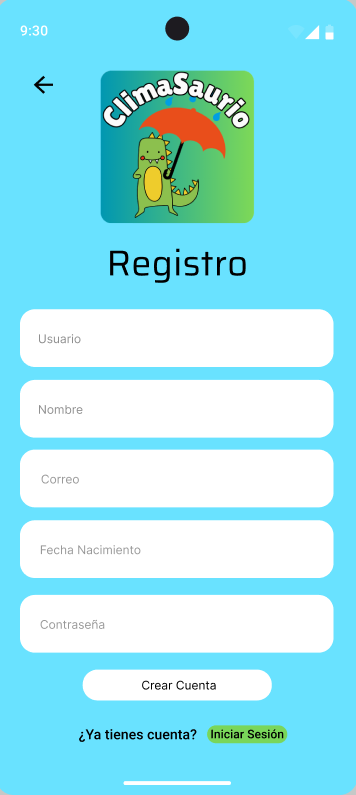 9:30
ClimaSaurio
Registro
Usuario
Nombre
Correo
Fecha Nacimiento
Contraseña
Crear Cuenta
¿Ya tienes cuenta? Iniciar Sesión